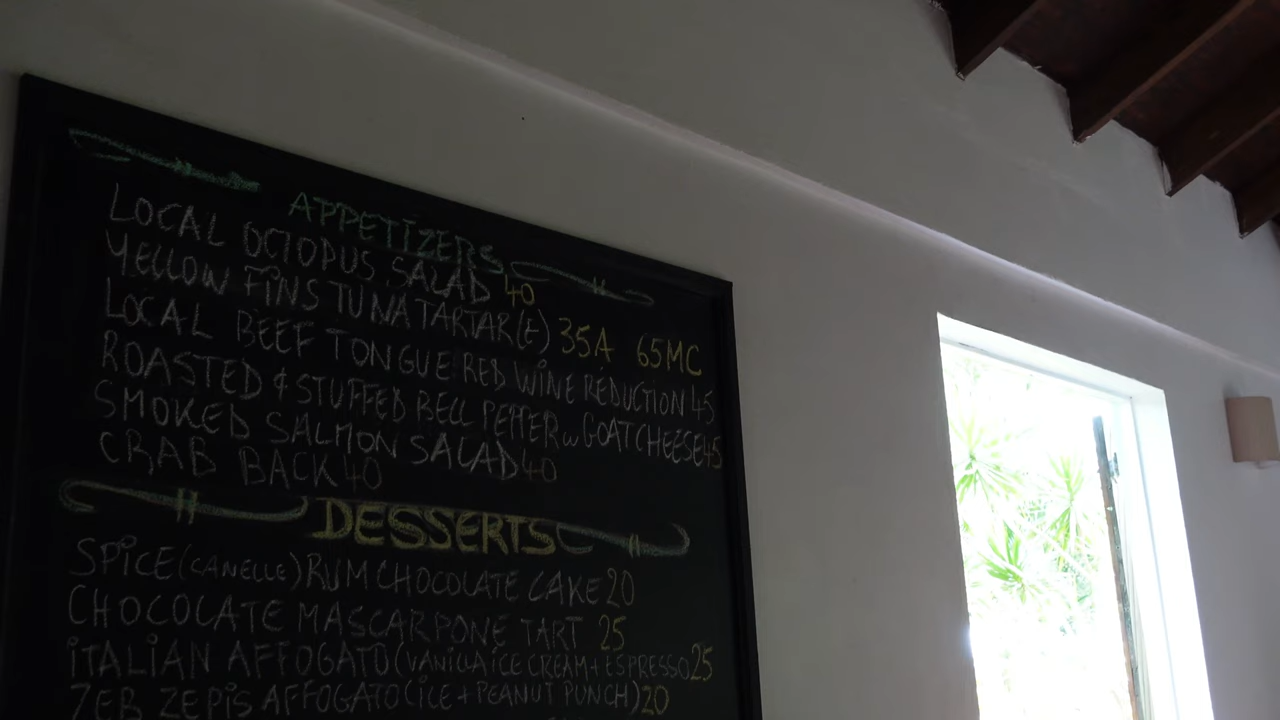 APPETIZERS
LOCAL OCTOPUS SALAD 40
YELLOW FINS TUNA TARTAR(E) 35A 65MC
LOCAL BEEF TONGUE RED WINE REDUCTION 45
ROASTED & STUFFED BELL PEPPER w GOAT CHEESE 45
SMOKED SALMON SALAD 40
CRAB BACK 40
DESSERTS
SPICE (CANELLE) RUM CHOCOLATE CAKE 20
CHOCOLATE MASCARPONE TART 25
ITALIAN AFFOGATO (VANILLA ICE CREAM + ESPRESSO 25
ZEB ZEPIS AFFOGATO (ICE + PEANUT PUNCH) 20